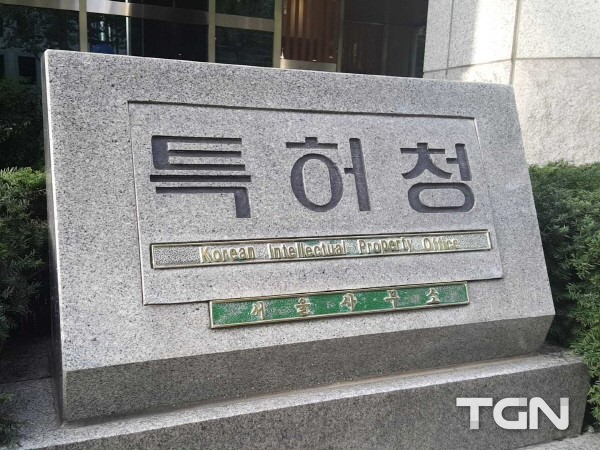 특허청
Korean Intellectual Property Office
서울사무소
TGN